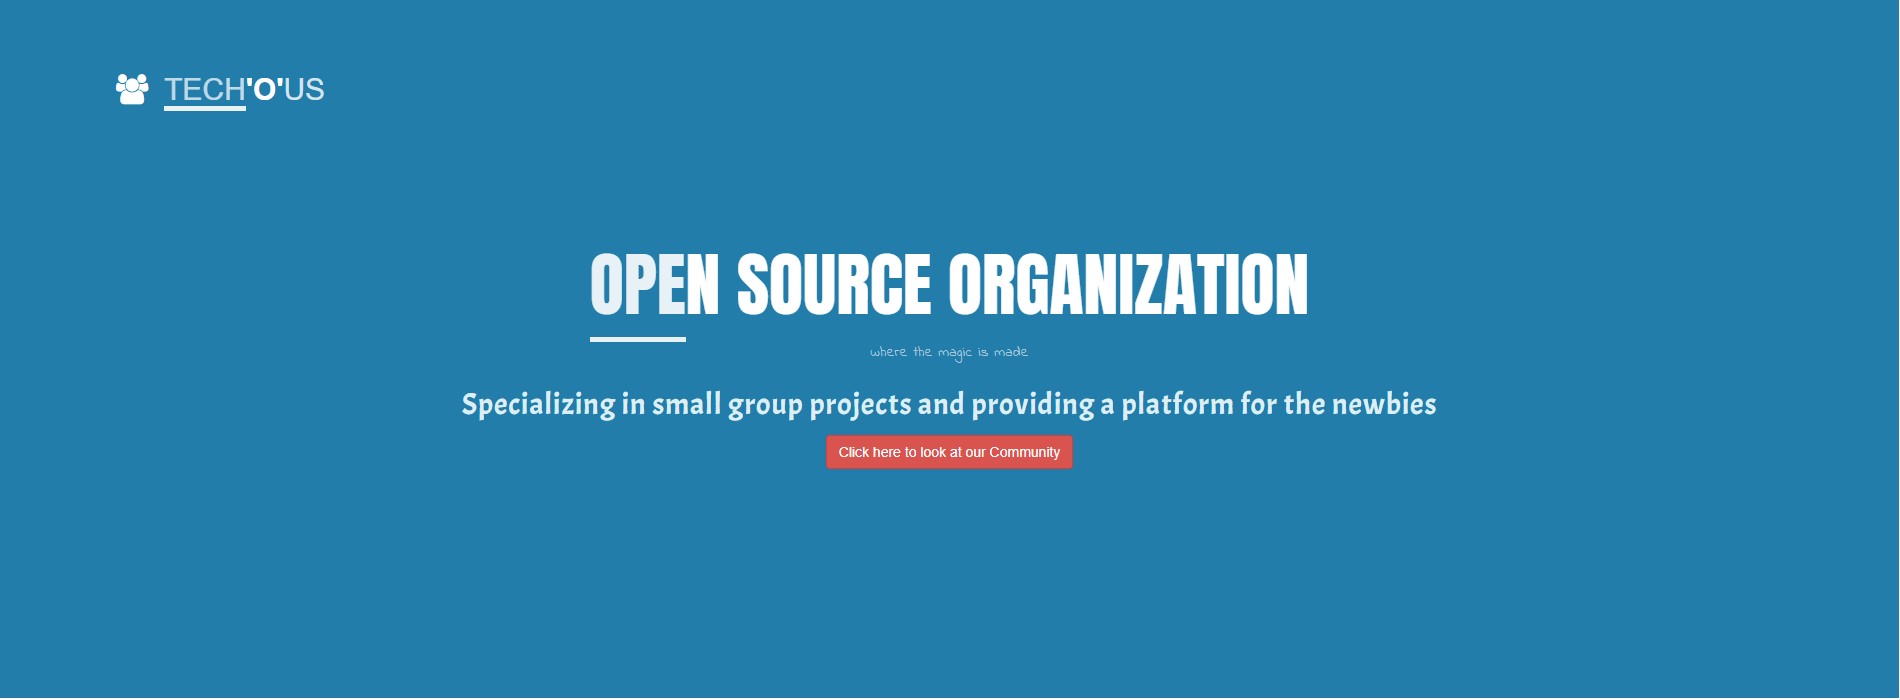 TECH'O'US
OPEN SOURCE ORGANIZATION
where the magic is made
Specializing in small group projects and providing a platform for the newbies
Click here to look at our Community